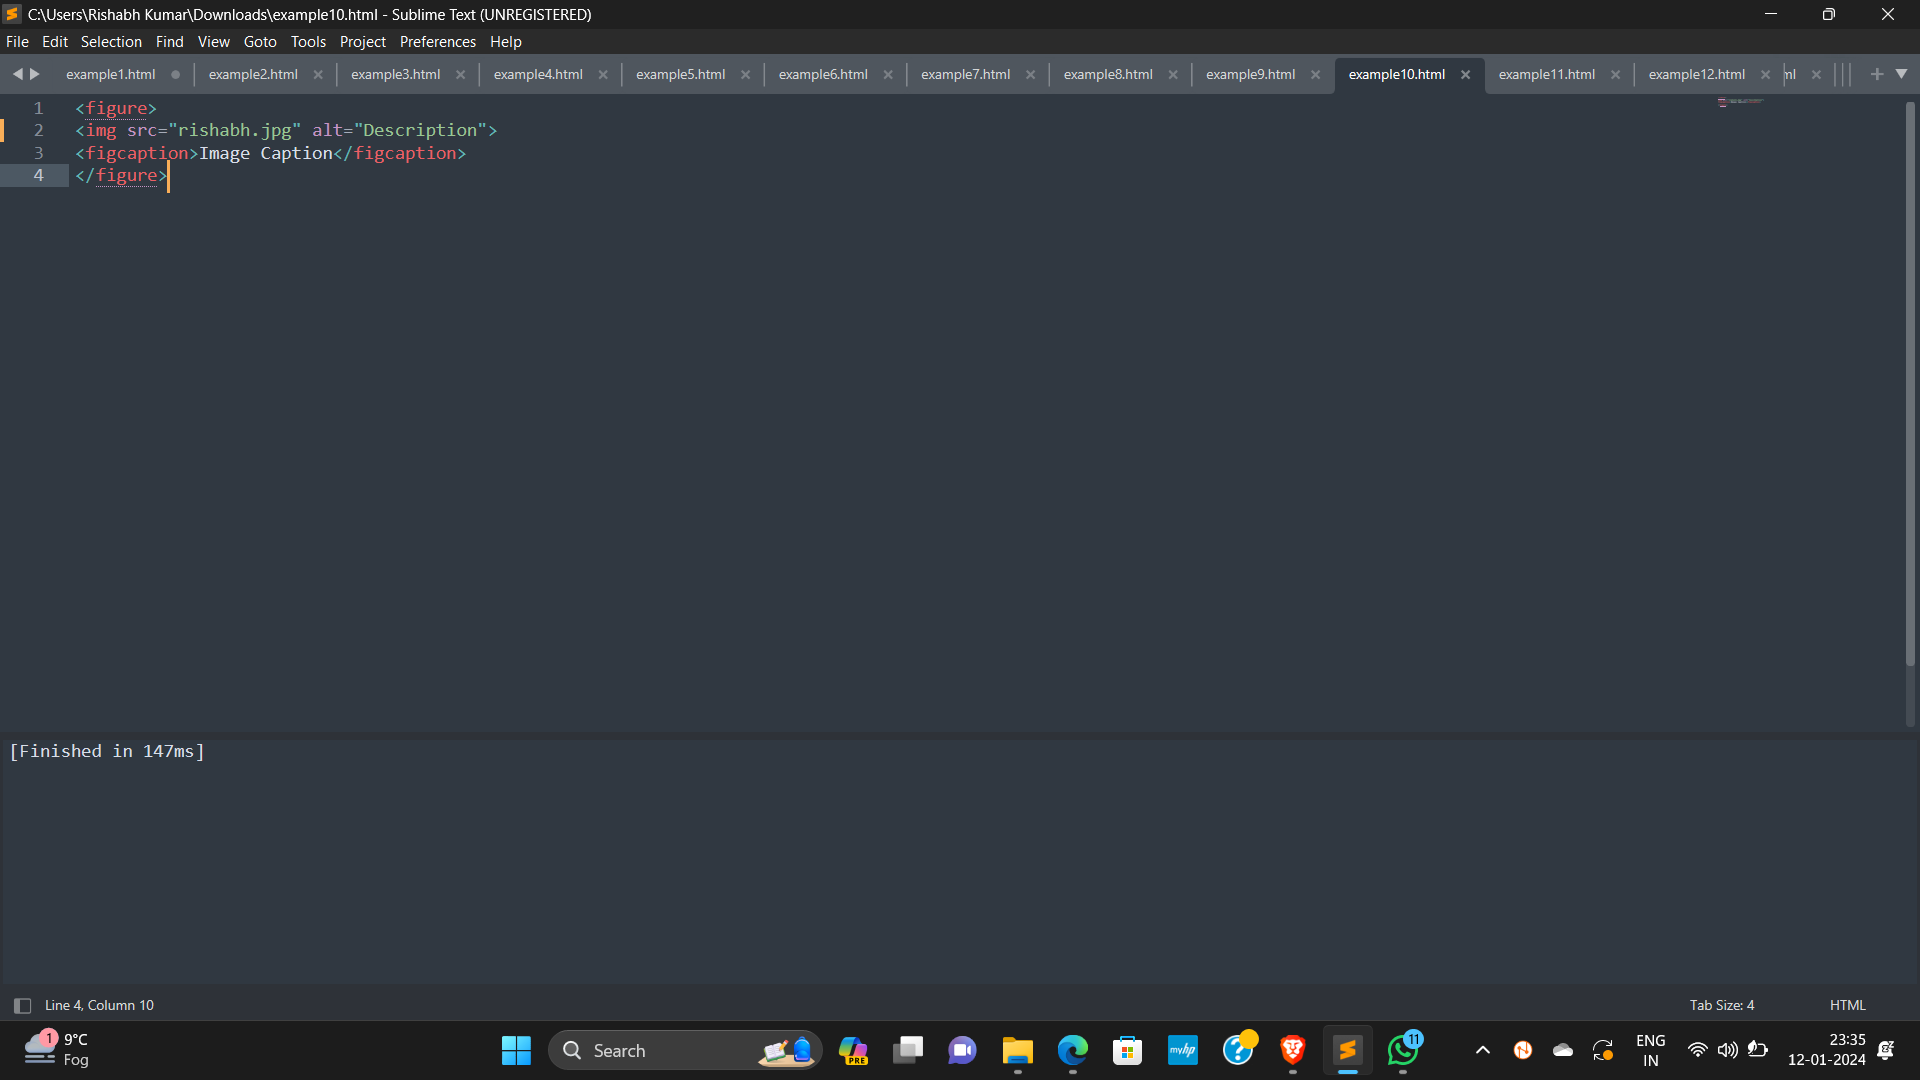 C:\Users\Rishabh Kumar\Downloads\example10.html - Sublime Text (UNREGISTERED)
File Edit Selection Find View Goto Tools Project Preferences Help
example1.html example2.html example3.html example4.html example5.html example6.html example7.html example8.html example9.html example10.html example11.html example12.html
1 <figure>
2 <img src="rishabh.jpg" alt="Description">
3 <figcaption>Image Caption</figcaption>
4 </figure>
[Finished in 147ms]
Line 4, Column 10 Tab Size: 4 HTML
1 9°C
Fog
Search
PRE
myhp
11
ENG
IN
23:35
12-01-2024